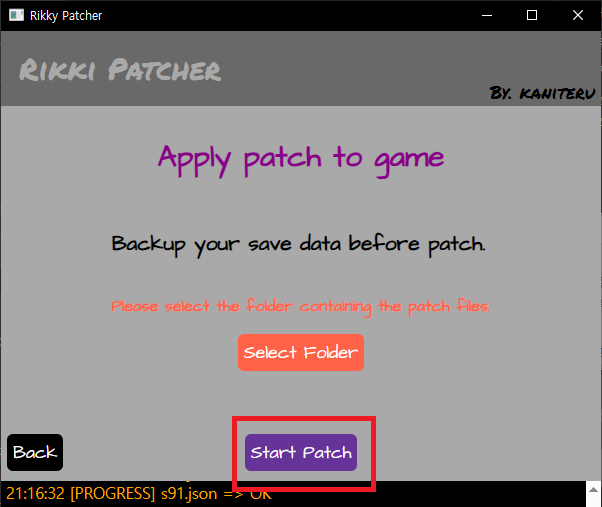 Rikky Patcher
Rikki Patcher
By. kaniteru
Apply patch to game
Backup your save data before patch.
Please select the folder containing the patch files.
Select Folder
Back
Start Patch
21:16:32 [PROGRESS] s91.json => OK